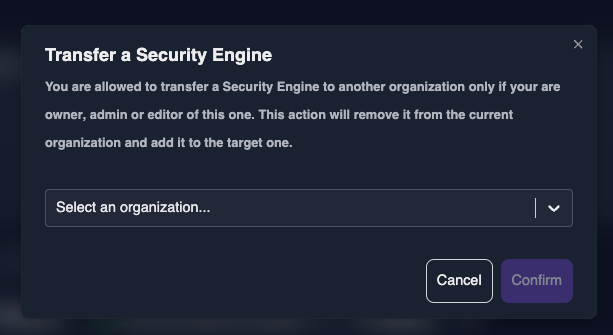 Transfer a Security Engine
You are allowed to transfer a Security Engine to another organization only if your are
owner, admin or editor of this one. This action will remove it from the current
organization and add it to the target one.
Select an organization...
Cancel
Confirm